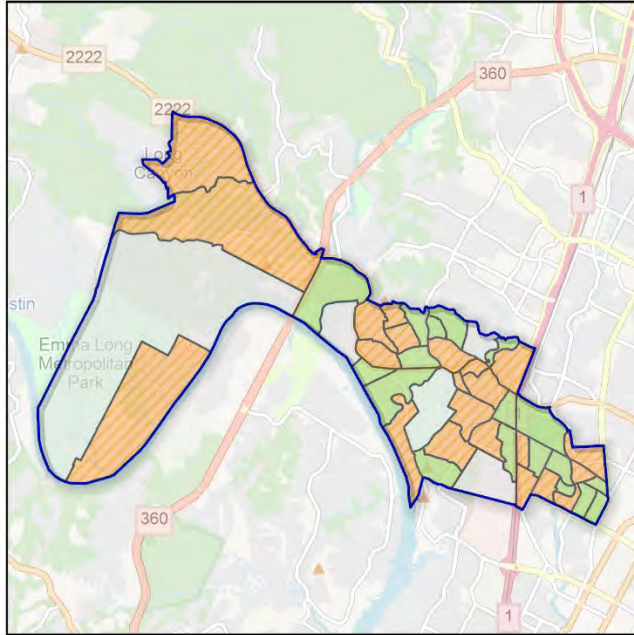 2222
360
2222
Long
Canyon
1
stin
Emma Long
Metropolitan
Park
360
1